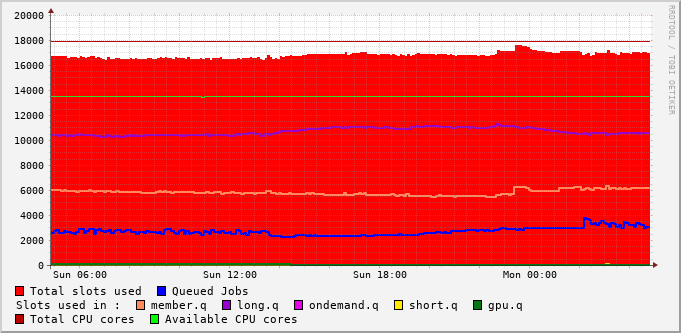 20000
18000
16000
14000
12000
10000
8000
6000
4000
2000
0
Sun 06:00 Sun 12:00 Sun 18:00 Mon 00:00
RRDTOOL / TOBI OETIKER
Total slots used Queued Jobs
Slots used in : member.q long.q ondemand.q short.q gpu.q
Total CPU cores Available CPU cores